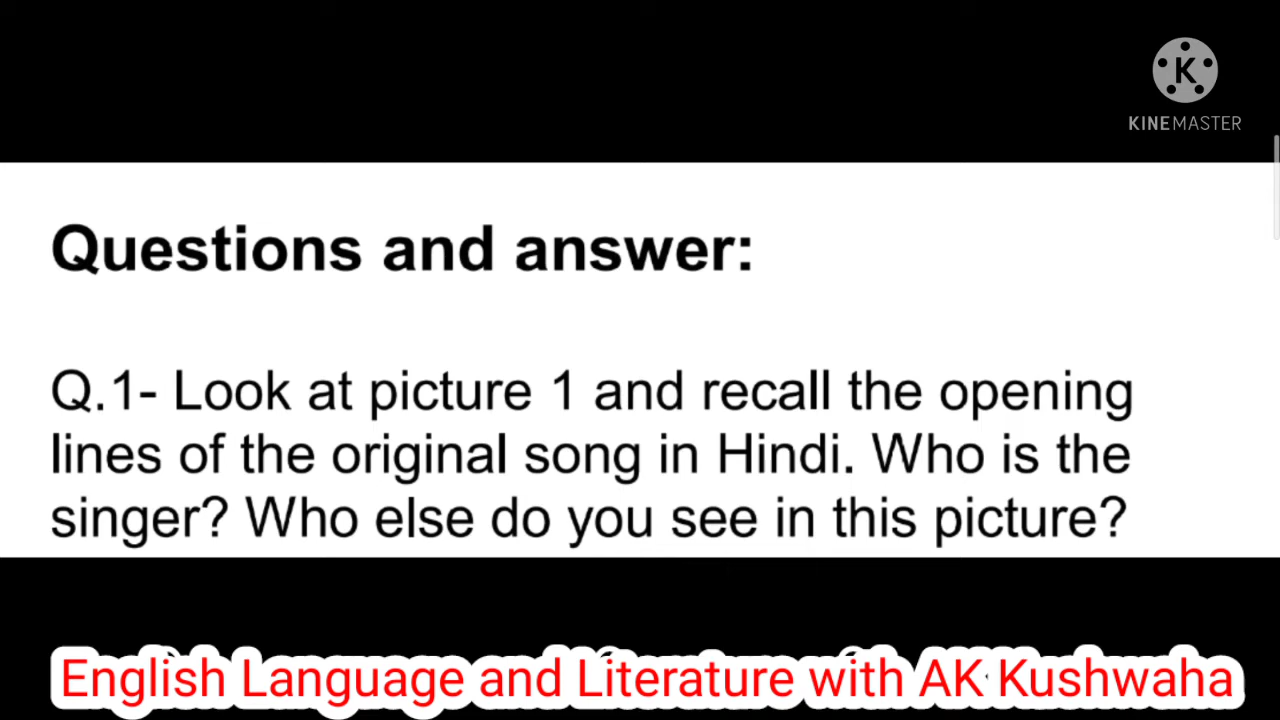 K
KINEMASTER
Questions and answer:
Q.1- Look at picture 1 and recall the opening
lines of the original song in Hindi. Who is the
singer? Who else do you see in this picture?
English Language and Literature with AK Kushwaha